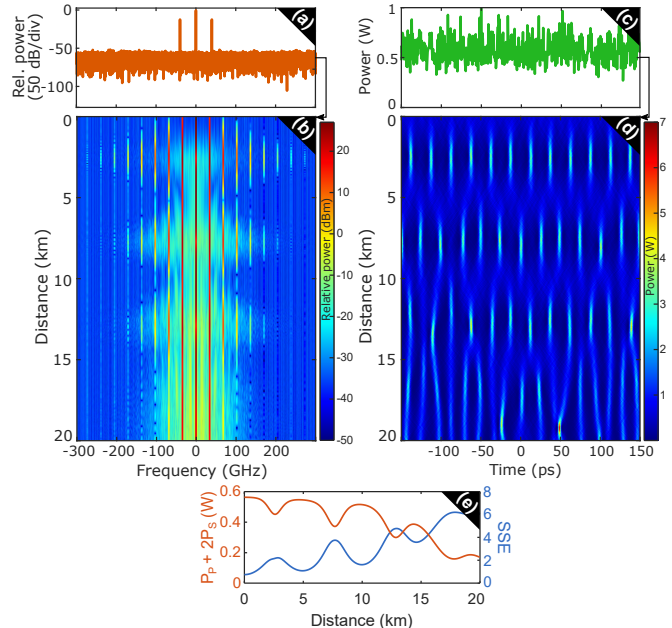 0
-50
-100
Rel. power
(50 dB/div)
(a)
1
0.5
0
Power (W)
(c)
0
5
10
15
20
Distance (km)
(b)
-300 -200 -100 0 100 200
Frequency (GHz)
20
10
0
-10
-20
-30
-40
-50
Relative power (dBm)
0
5
10
15
20
Distance (km)
(d)
-100 -50 0 50 100 150
Time (ps)
7
6
5
4
3
2
1
Power (W)
0.6
0.4
0.2
0
P_P + 2P_S (W)
(e)
8
6
4
2
0
SSE
0 5 10 15 20
Distance (km)